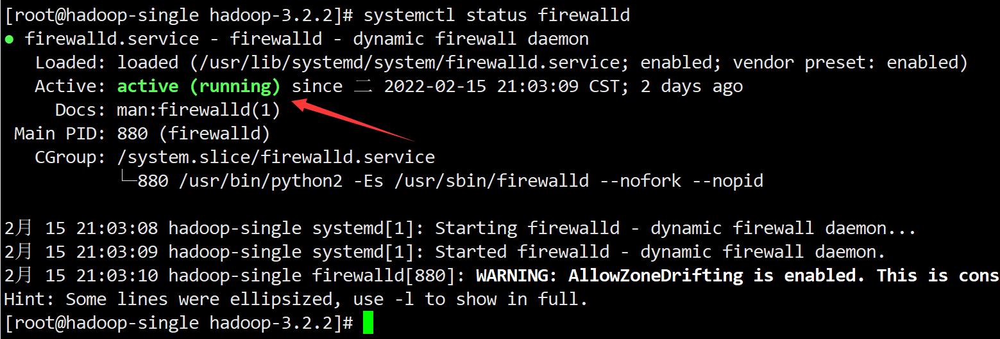 [root@hadoop-single hadoop-3.2.2]# systemctl status firewalld
● firewalld.service - firewalld - dynamic firewall daemon
   Loaded: loaded (/usr/lib/systemd/system/firewalld.service; enabled; vendor preset: enabled)
   Active: active (running) since 二 2022-02-15 21:03:09 CST; 2 days ago
     Docs: man:firewalld(1)
 Main PID: 880 (firewalld)
   CGroup: /system.slice/firewalld.service
           └─880 /usr/bin/python2 -Es /usr/sbin/firewalld --nofork --nopid

2月 15 21:03:08 hadoop-single systemd[1]: Starting firewalld - dynamic firewall daemon...
2月 15 21:03:09 hadoop-single systemd[1]: Started firewalld - dynamic firewall daemon.
2月 15 21:03:10 hadoop-single firewalld[880]: WARNING: AllowZoneDrifting is enabled. This is cons
Hint: Some lines were ellipsized, use -l to show in full.
[root@hadoop-single hadoop-3.2.2]#